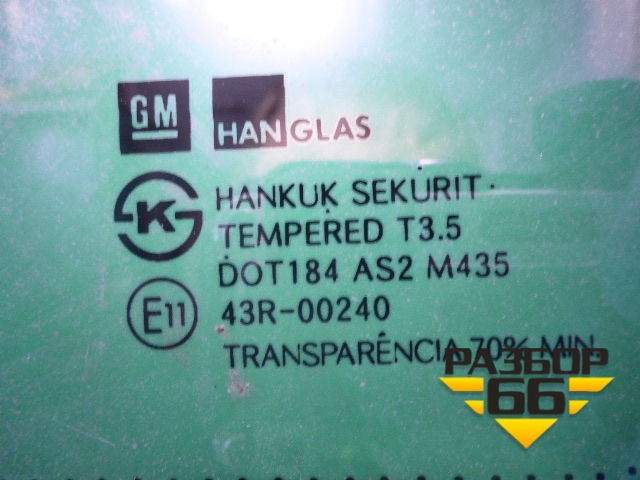 GM HANGLAS
K HANKUK SEKURIT
TEMPERED T3.5
DOT184 AS2 M435
E11 43R-00240
TRANSPARÊNCIA 70% MIN.
РАЗБОР
66